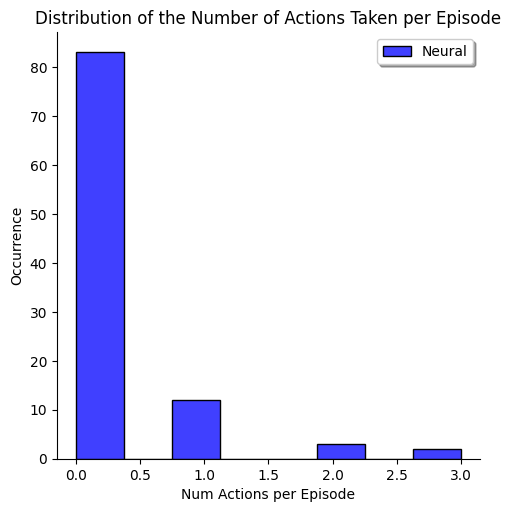 Distribution of the Number of Actions Taken per Episode
Neural
80
70
60
50
40
30
20
10
0
Occurrence
0.0 0.5 1.0 1.5 2.0 2.5 3.0
Num Actions per Episode